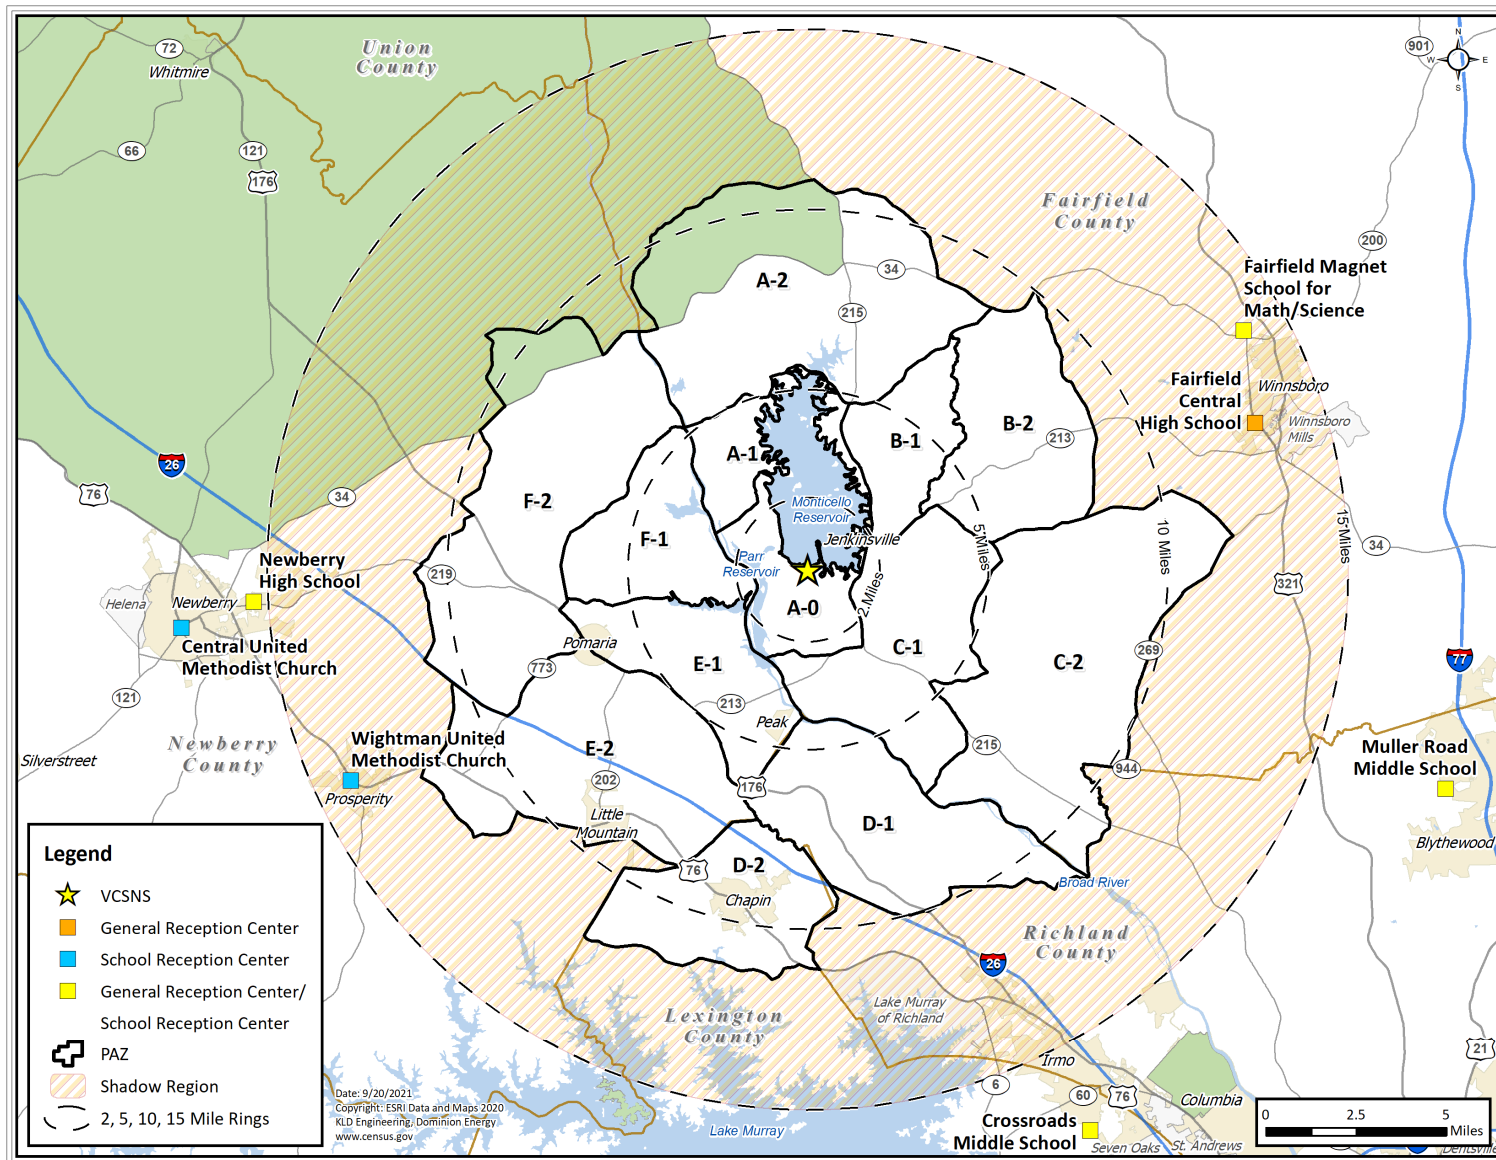 Union
County
72
Whitmire
901
N
W
E
S
66
121
176
Fairfield
County
200
34
A-2
215
Fairfield Magnet
School for
Math/Science
Fairfield
Central
High School
Winnsboro
Winnsboro
Mills
B-2
213
B-1
A-1
26
76
34
F-2
Monticello
Reservoir
Jenkinsville
5 Miles
10 Miles
15 Miles
34
F-1
Parr
Reservoir
Newberry
High School
219
321
2 Miles
A-0
Helena
Newberry
Central United
Methodist Church
Pomaria
C-1
269
C-2
E-1
773
77
121
213
Peak
Newberry
County
Silverstreet
Wightman United
Methodist Church
E-2
215
944
Muller Road
Middle School
202
176
Prosperity
Little
Mountain
D-1
Blythewood
D-2
76
Chapin
Broad River
Richland
County
26
Lake Murray
of Richland
Lexington
County
Irmo
21
6
60
76
Columbia
Crossroads
Middle School
Seven Oaks
St. Andrews
Lake Murray
Legend
VCSNS
General Reception Center
School Reception Center
General Reception Center/
School Reception Center
PAZ
Shadow Region
2, 5, 10, 15 Mile Rings
Date: 9/20/2021
Copyright: ESRI Data and Maps 2020
KLD Engineering, Dominion Energy
www.census.gov
0
2.5
5
Miles